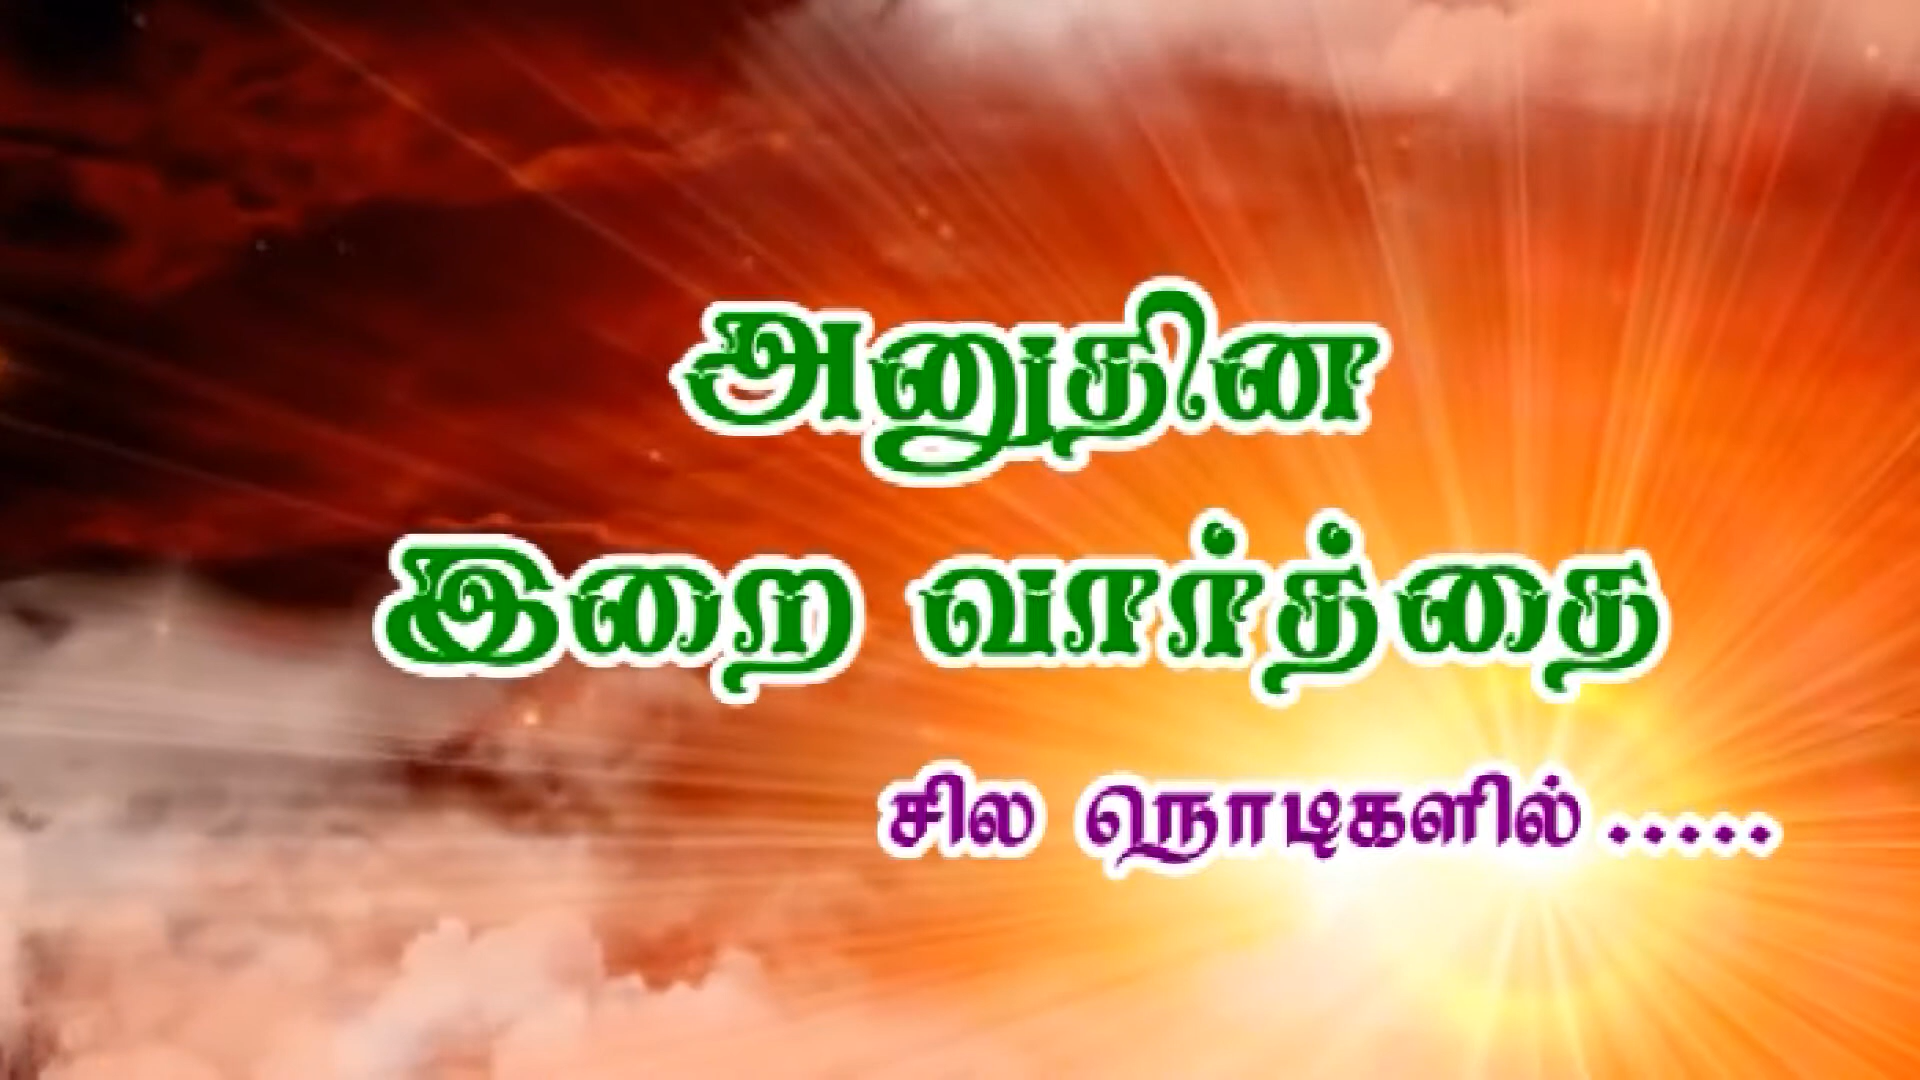 அனுதின
இறை வார்த்தை
சில நொடிகளில் .....